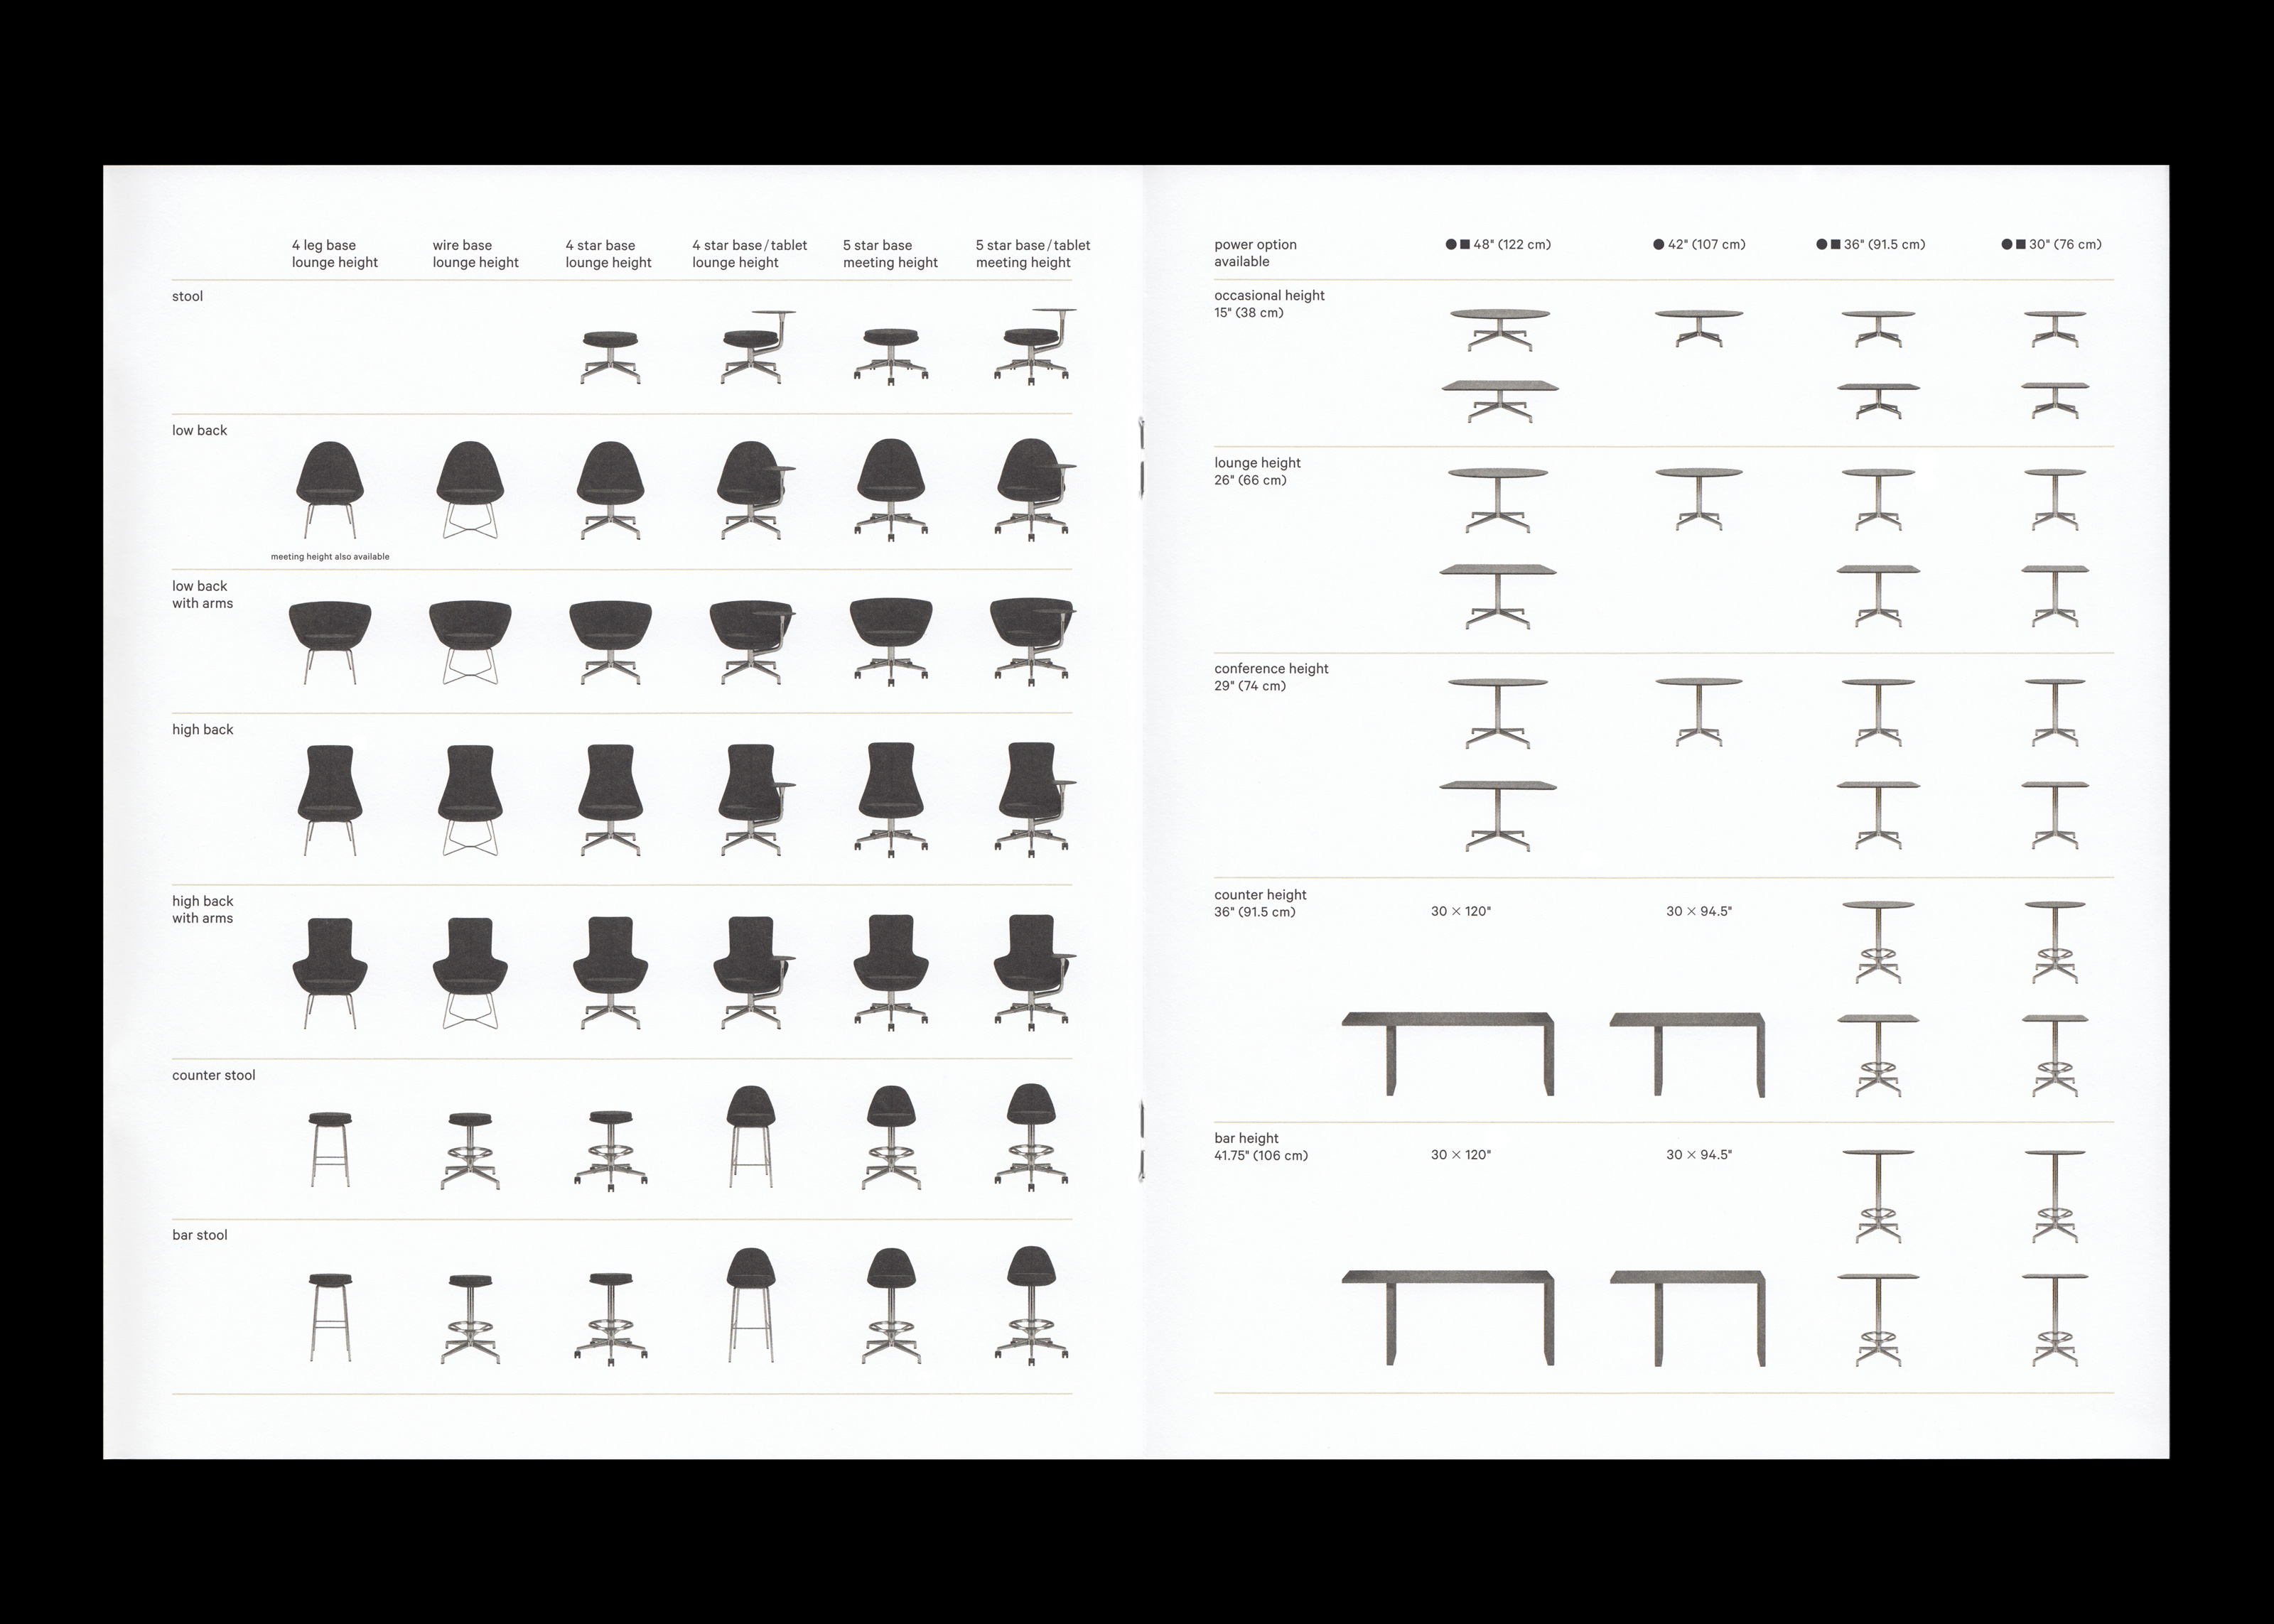 4 leg base
lounge height
wire base
lounge height
4 star base
lounge height
4 star base/tablet
lounge height
5 star base
meeting height
5 star base/tablet
meeting height
stool
low back
meeting height also available
low back
with arms
high back
high back
with arms
counter stool
bar stool
power option
available
●■ 48" (122 cm)
● 42" (107 cm)
●■ 36" (91.5 cm)
●■ 30" (76 cm)
occasional height
15" (38 cm)
lounge height
26" (66 cm)
conference height
29" (74 cm)
counter height
36" (91.5 cm)
30 × 120"
30 × 94.5"
bar height
41.75" (106 cm)
30 × 120"
30 × 94.5"